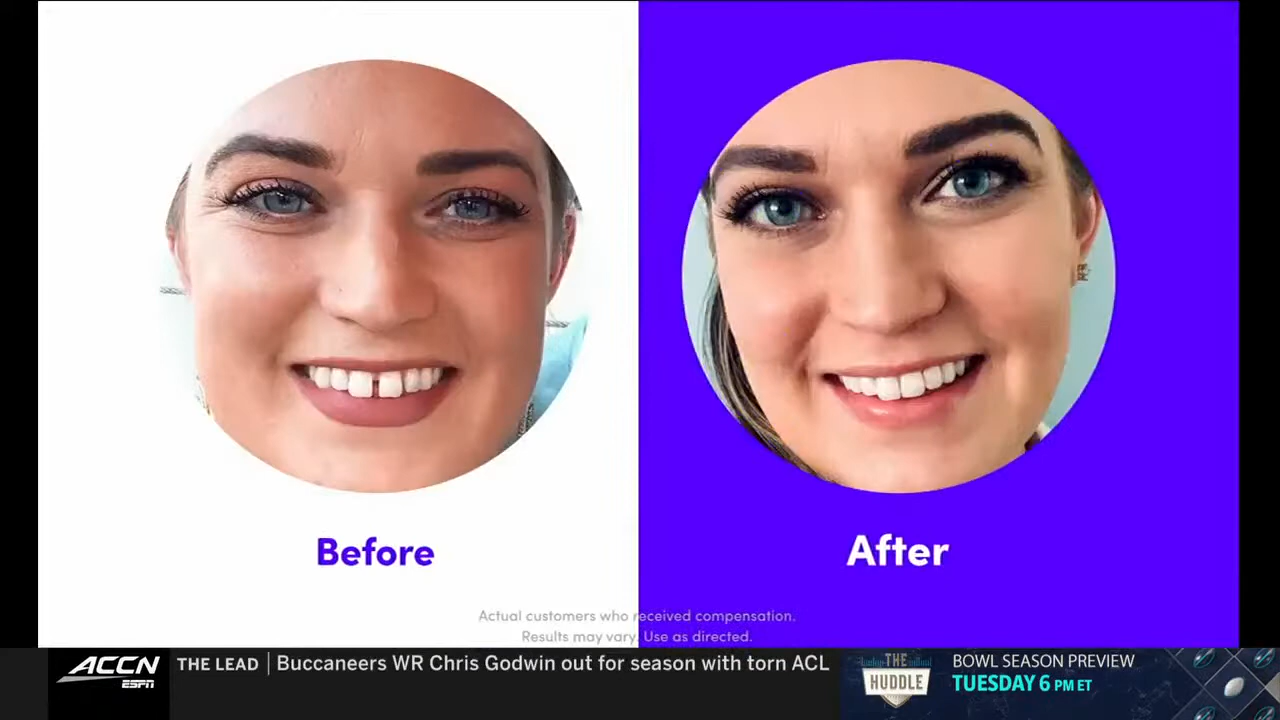 Before
After
Actual customers who received compensation.
Results may vary. Use as directed.
ACCN
ESPN
THE LEAD | Buccaneers WR Chris Godwin out for season with torn ACL
THE
HUDDLE
BOWL SEASON PREVIEW
TUESDAY 6 PM ET